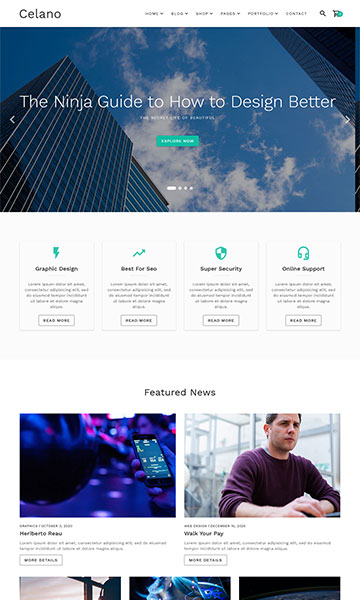 Celano
HOME BLOG SHOP PAGES PORTFOLIO CONTACT
The Ninja Guide to How to Design Better
THE SECRET LIFE OF BEAUTIFUL
EXPLORE NOW
Graphic Design
Lorem ipsum dolor sit amet,
consectetur adipisicing elit, sed
do eiusmod tempor incididunt
ut labore et dolore magna
aliqua.
READ MORE
Best For Seo
Lorem ipsum dolor sit amet,
consectetur adipisicing elit, sed
do eiusmod tempor incididunt
ut labore et dolore magna
aliqua.
READ MORE
Super Security
Lorem ipsum dolor sit amet,
consectetur adipisicing elit, sed
do eiusmod tempor incididunt
ut labore et dolore magna
aliqua.
READ MORE
Online Support
Lorem ipsum dolor sit amet,
consectetur adipisicing elit, sed
do eiusmod tempor incididunt
ut labore et dolore magna
aliqua.
READ MORE
Featured News
GRAPHICS / OCTOBER 3, 2020
Heriberto Reau
Lorem ipsum dolor sit amet, consectetur adipisicing elit, sed do
eiusmod tempor incididunt ut labore et dolore magna aliqua.
MORE DETAILS
WEB DESIGN / DECEMBER 10, 2020
Walk Your Pay
Lorem ipsum dolor sit amet, consectetur adipisicing elit, sed do
eiusmod tempor incididunt ut labore et dolore magna aliqua.
MORE DETAILS